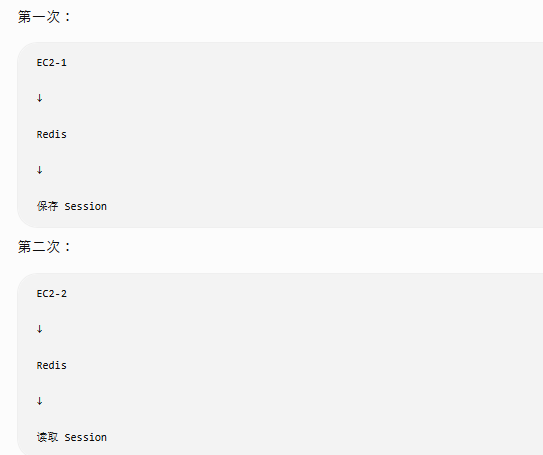 第一次：
EC2-1
↓
Redis
↓
保存 Session
第二次：
EC2-2
↓
Redis
↓
读取 Session